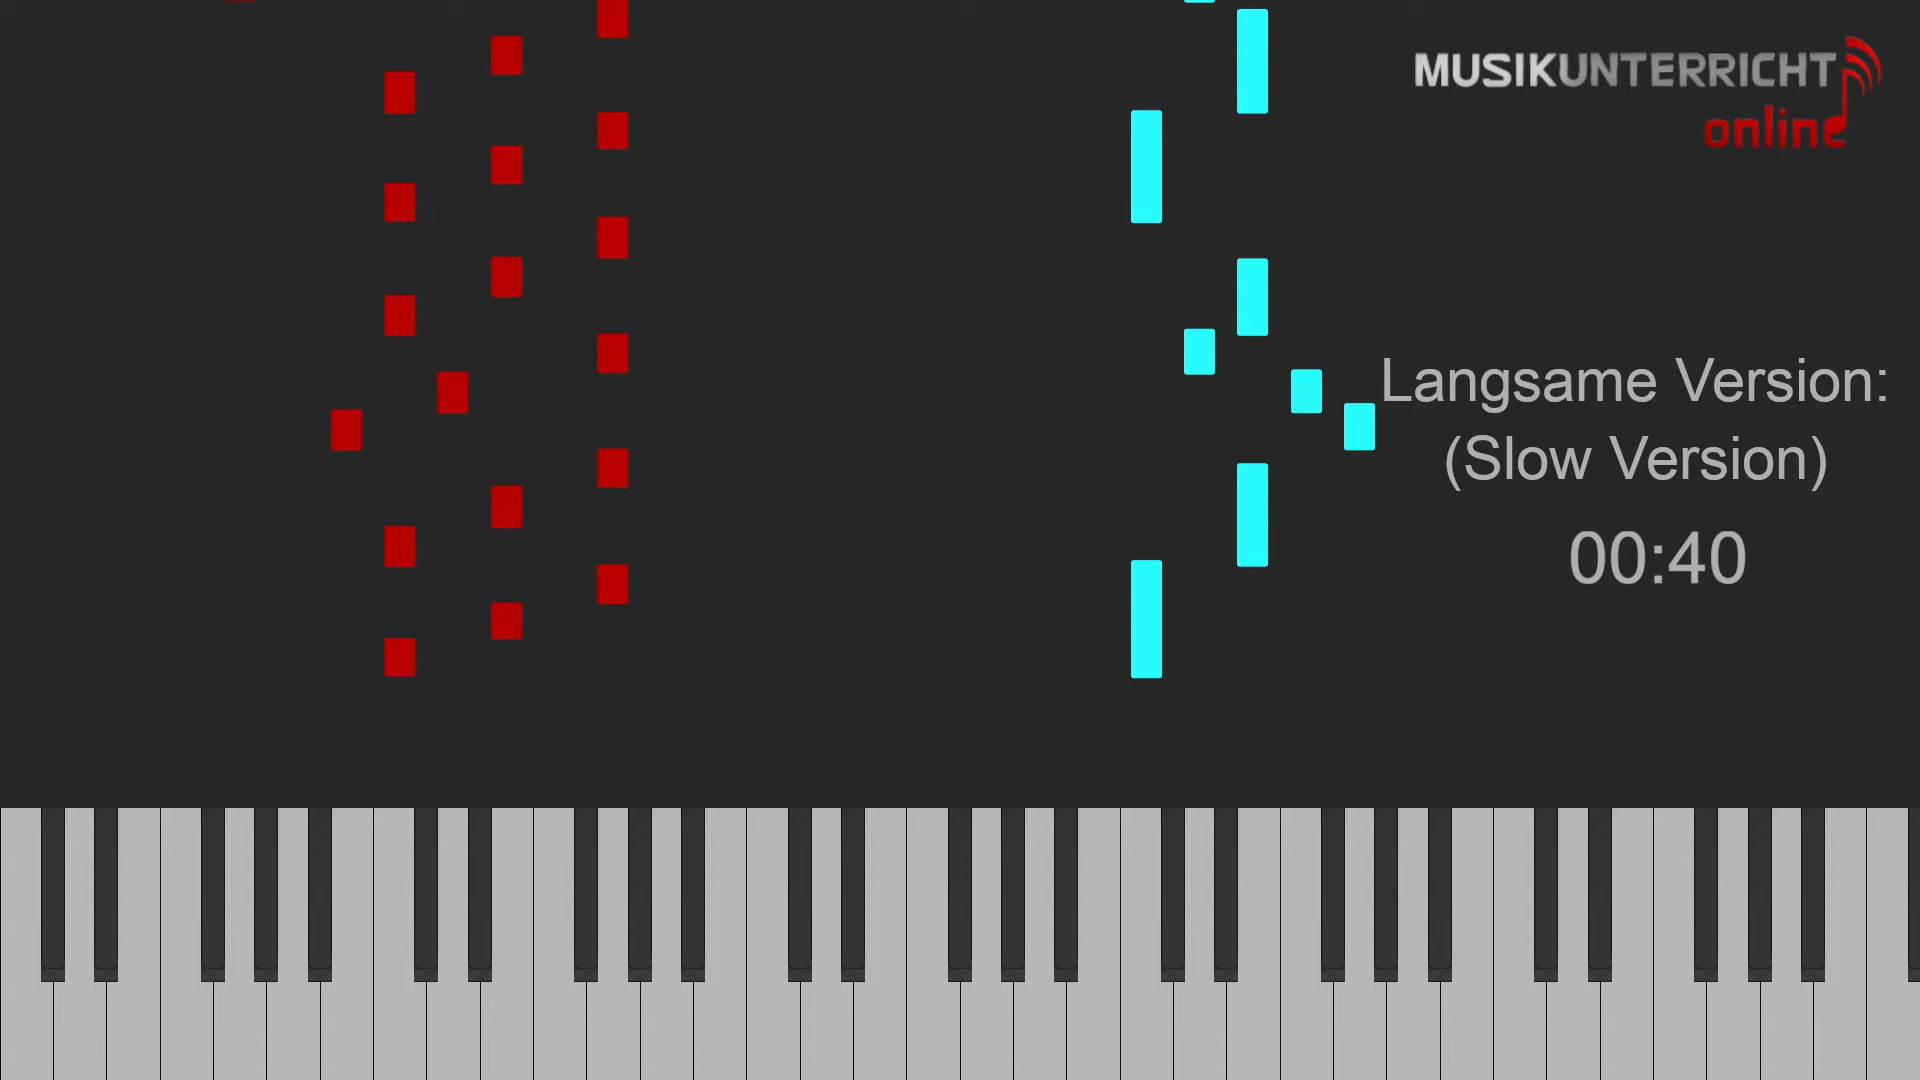 MUSIKUNTERRICHT
online
Langsame Version:
(Slow Version)
00:40